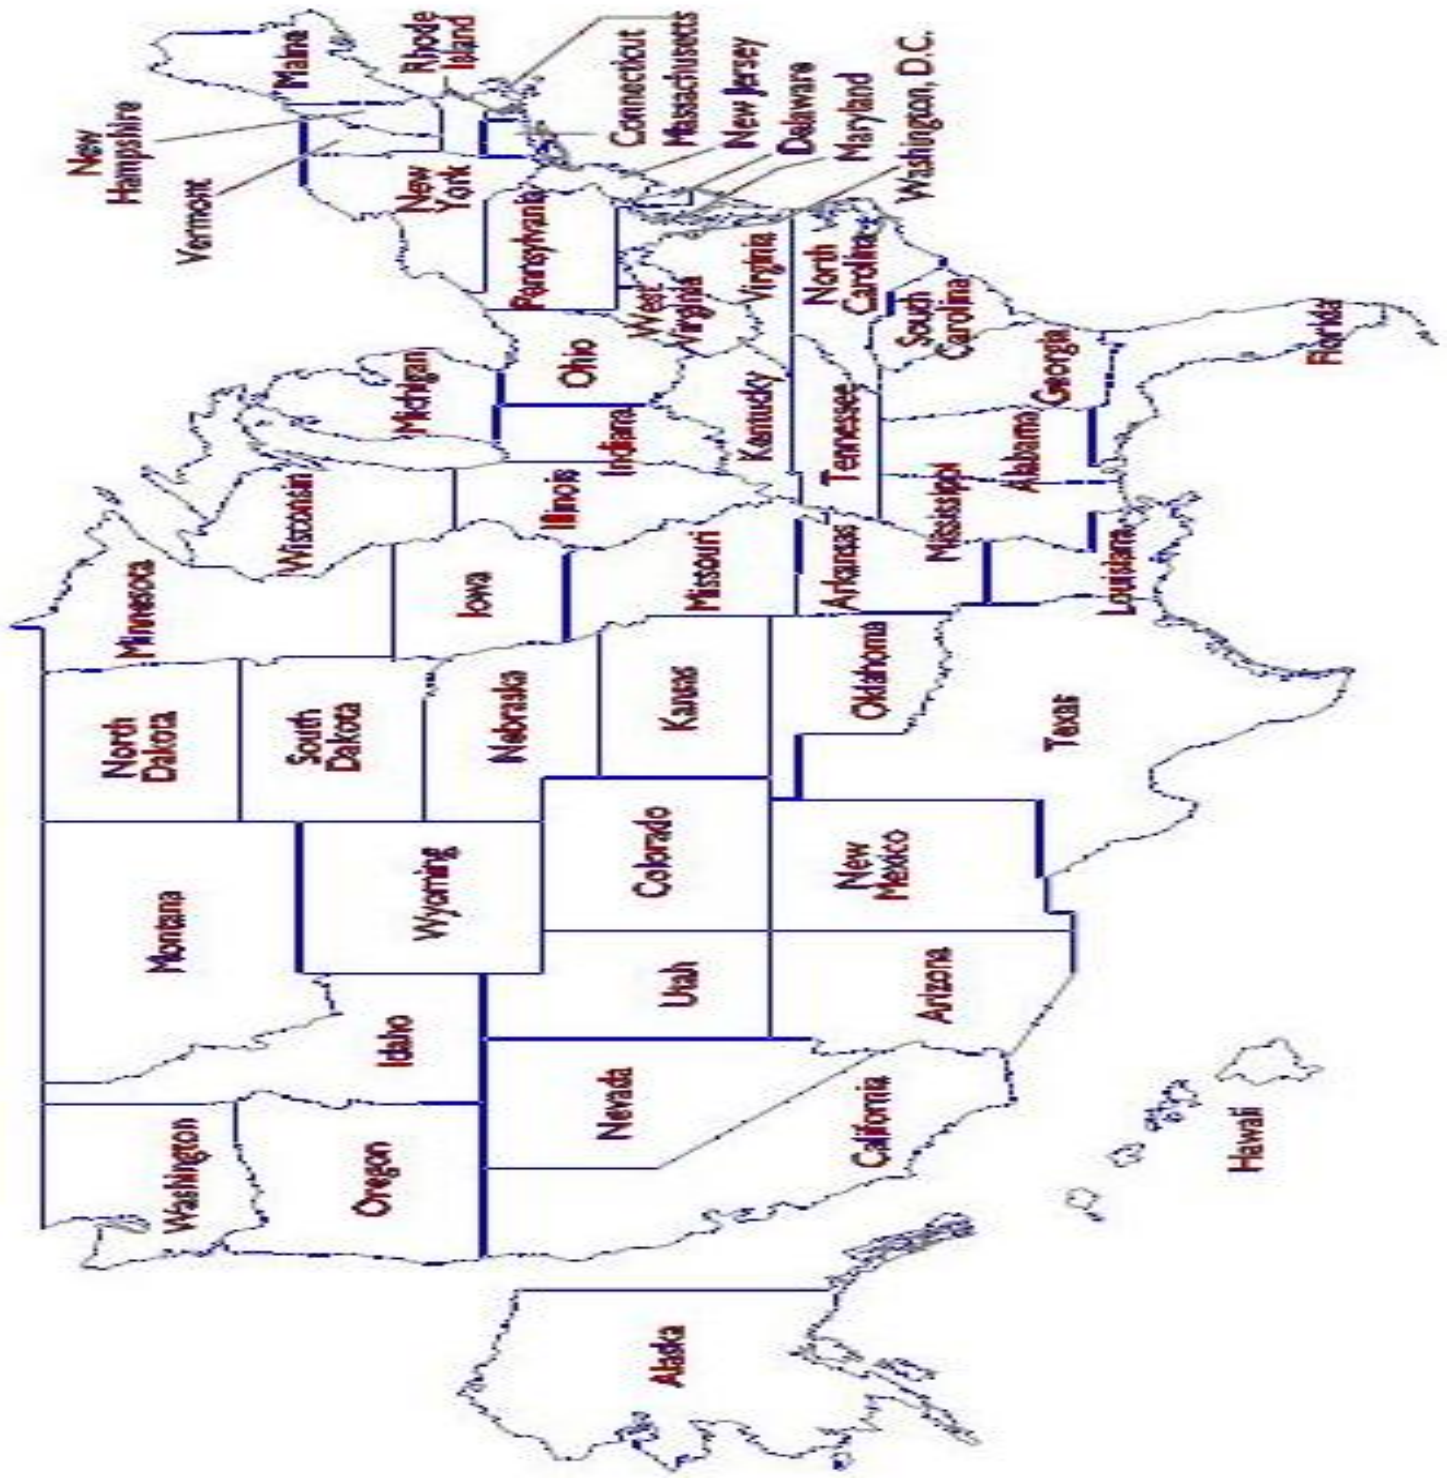 Washington
Oregon
Idaho
Montana
North
Dakota
South
Dakota
Minnesota
Wisconsin
Michigan
Wyoming
Nebraska
Iowa
Illinois
Indiana
Ohio
Pennsylvania
New
York
Vermont
New
Hampshire
Maine
Rhode
Island
Connecticut
Massachusetts
New Jersey
Delaware
Maryland
Washington, D.C.
Nevada
Utah
Colorado
Kansas
Missouri
Kentucky
West
Virginia
Virginia
California
Arizona
New
Mexico
Oklahoma
Arkansas
Tennessee
North
Carolina
South
Carolina
Texas
Louisiana
Mississippi
Alabama
Georgia
Florida
Alaska
Hawaii